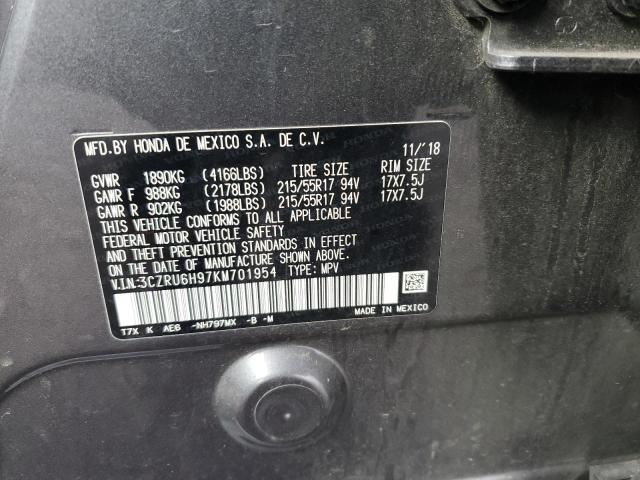 MFD.BY HONDA DE MEXICO S.A. DE C.V. 11/'18
GVWR 1890KG (4166LBS) TIRE SIZE RIM SIZE
GAWR F 988KG (2178LBS) 215/55R17 94V 17X7.5J
GAWR R 902KG (1988LBS) 215/55R17 94V 17X7.5J
THIS VEHICLE CONFORMS TO ALL APPLICABLE
FEDERAL MOTOR VEHICLE SAFETY
AND THEFT PREVENTION STANDARDS IN EFFECT
ON THE DATE OF MANUFACTURE SHOWN ABOVE.
V.I.N:3CZRU6H97KM701954 TYPE: MPV
T7X K AE6 -NH797MX -B -M MADE IN MEXICO